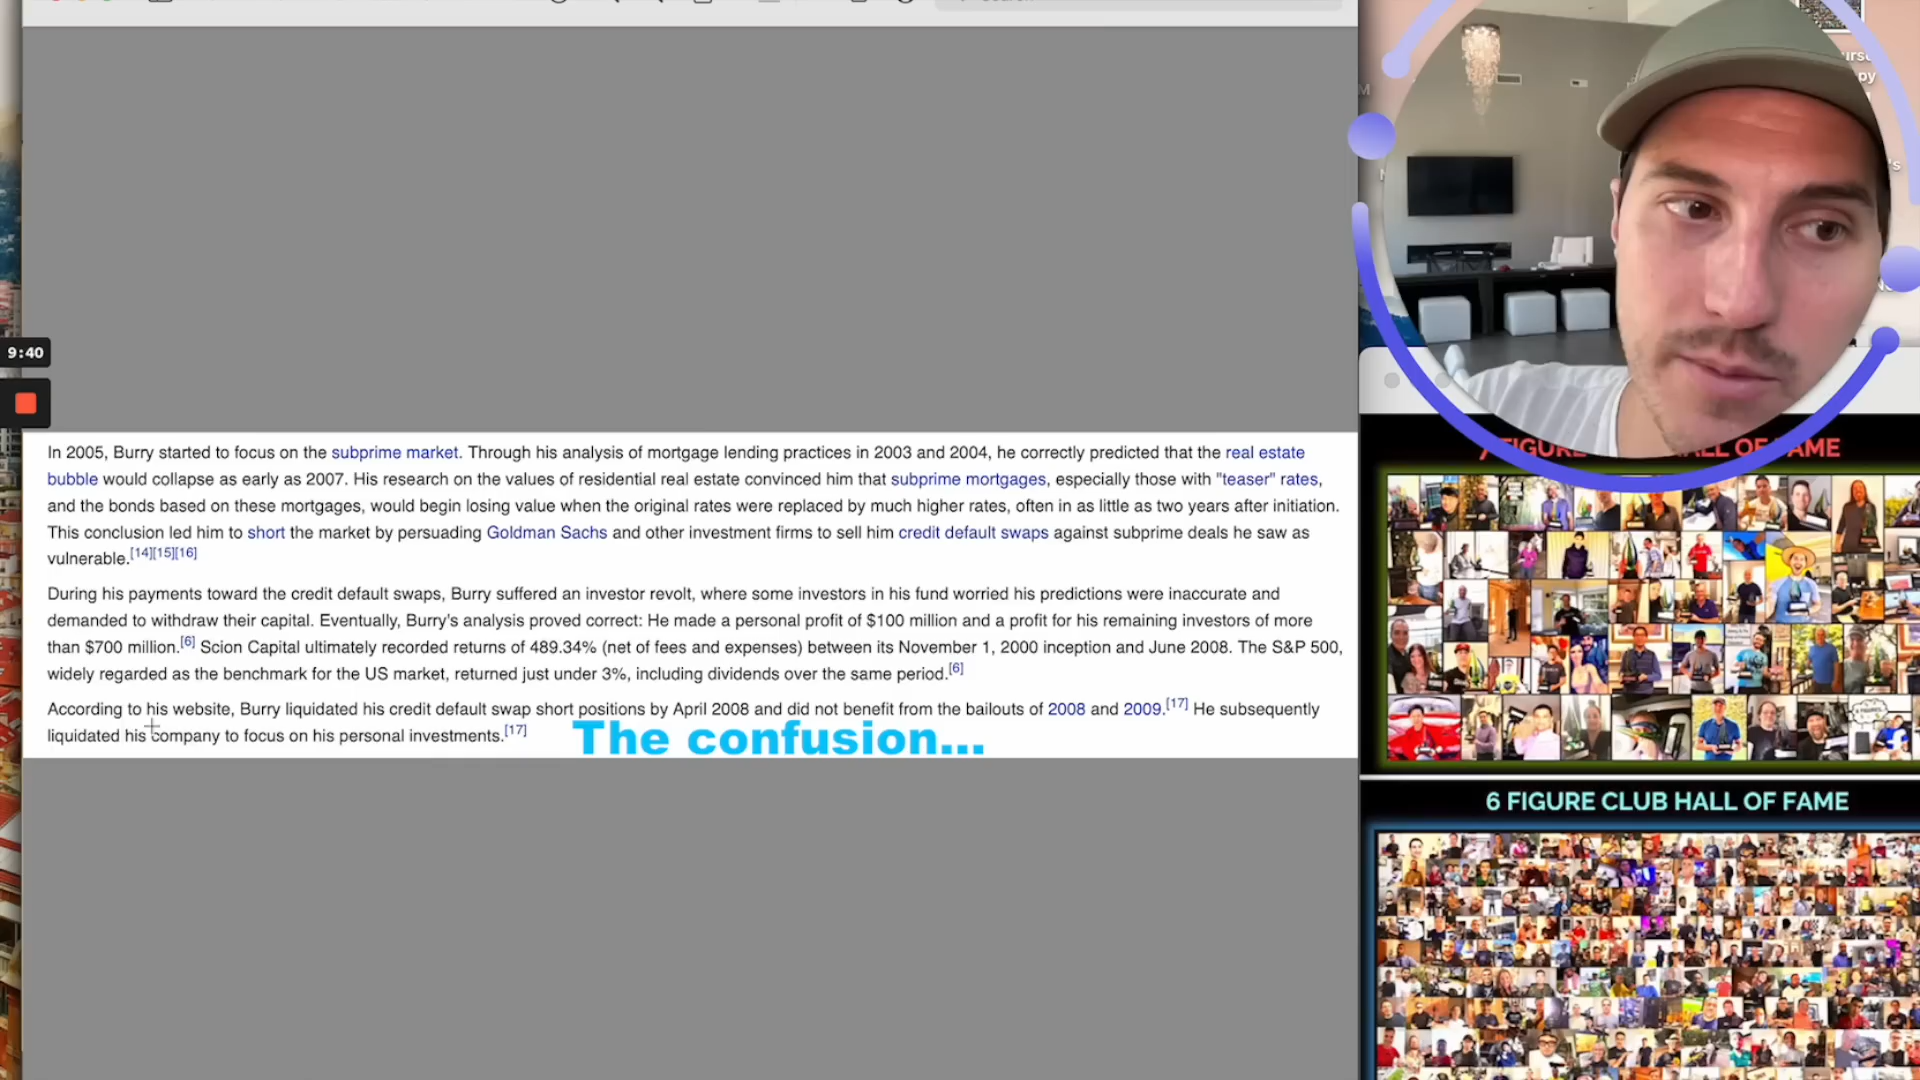 9:40
In 2005, Burry started to focus on the subprime market. Through his analysis of mortgage lending practices in 2003 and 2004, he correctly predicted that the real estate
bubble would collapse as early as 2007. His research on the values of residential real estate convinced him that subprime mortgages, especially those with "teaser" rates,
and the bonds based on these mortgages, would begin losing value when the original rates were replaced by much higher rates, often in as little as two years after initiation.
This conclusion led him to short the market by persuading Goldman Sachs and other investment firms to sell him credit default swaps against subprime deals he saw as
vulnerable.[14][15][16]
During his payments toward the credit default swaps, Burry suffered an investor revolt, where some investors in his fund worried his predictions were inaccurate and
demanded to withdraw their capital. Eventually, Burry's analysis proved correct: He made a personal profit of $100 million and a profit for his remaining investors of more
than $700 million.[6] Scion Capital ultimately recorded returns of 489.34% (net of fees and expenses) between its November 1, 2000 inception and June 2008. The S&P 500,
widely regarded as the benchmark for the US market, returned just under 3%, including dividends over the same period.[6]
According to his website, Burry liquidated his credit default swap short positions by April 2008 and did not benefit from the bailouts of 2008 and 2009.[17] He subsequently
liquidated his company to focus on his personal investments.[17]
The confusion...
OF FAME
6 FIGURE CLUB HALL OF FAME